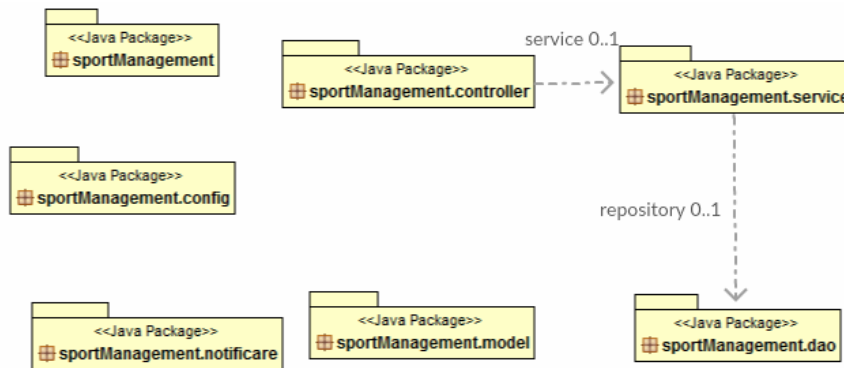 <<Java Package>>
sportManagement
service 0..1
<<Java Package>>
sportManagement.controller
<<Java Package>>
sportManagement.service
<<Java Package>>
sportManagement.config
repository 0..1
<<Java Package>>
sportManagement.notificare
<<Java Package>>
sportManagement.model
<<Java Package>>
sportManagement.dao